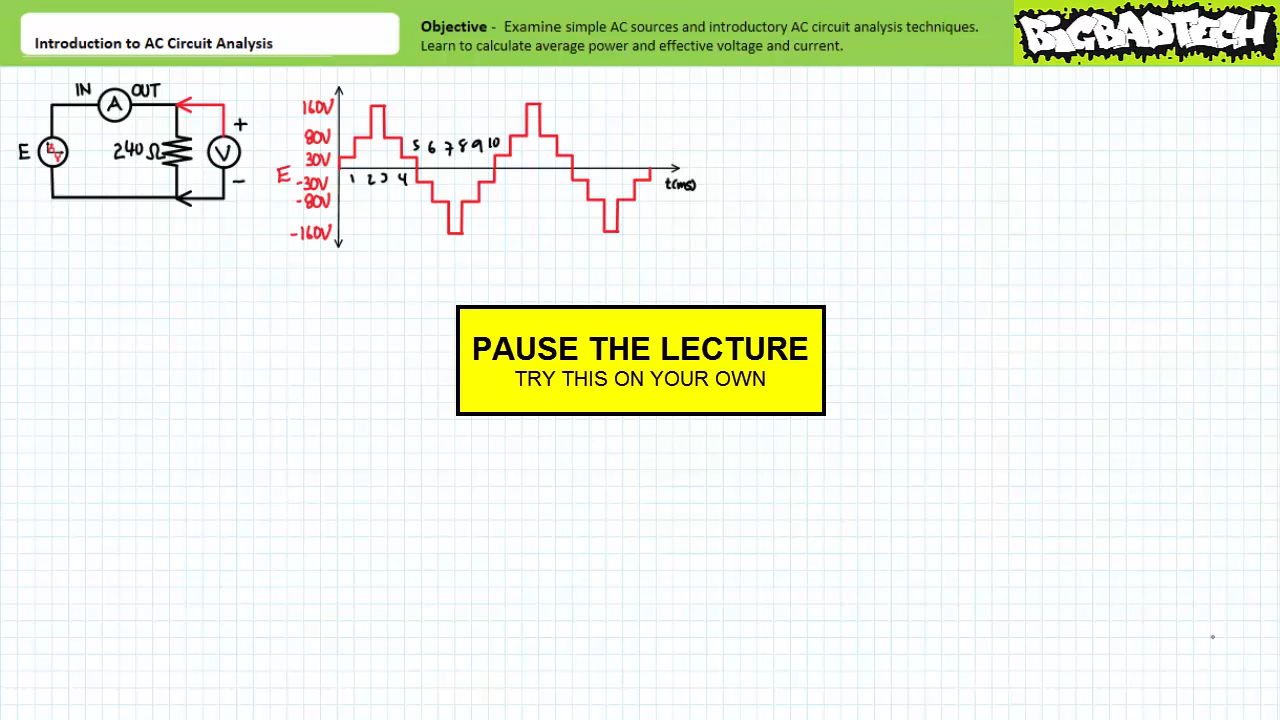 Introduction to AC Circuit Analysis
Objective - Examine simple AC sources and introductory AC circuit analysis techniques.
Learn to calculate average power and effective voltage and current.
BIGBADTECH
IN A OUT
E
240Ω
V
+
-
E
160V
80V
30V
-30V
-80V
-160V
1 2 3 4
5 6 7 8 9 10
t(ms)
PAUSE THE LECTURE
TRY THIS ON YOUR OWN